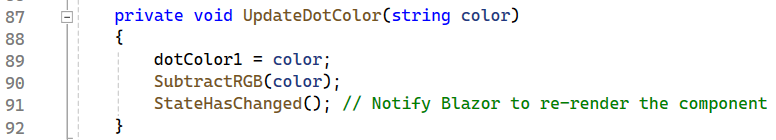 87 private void UpdateDotColor(string color)
88 {
89 dotColor1 = color;
90 SubtractRGB(color);
91 StateHasChanged(); // Notify Blazor to re-render the component
92 }